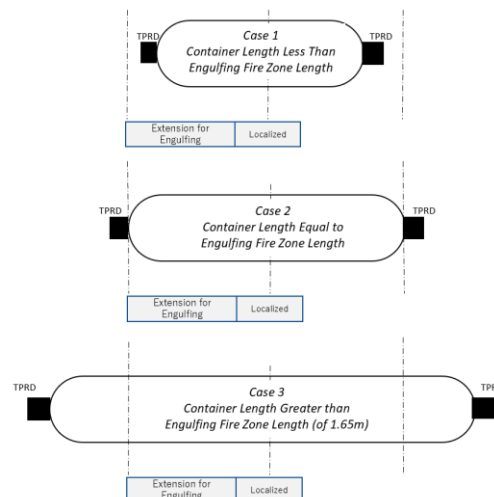 Case 1
TPRD
TPRD
Container Length Less Than
Engulfing Fire Zone Length
Extension for
Engulfing
Localized
Case 2
TPRD
TPRD
Container Length Equal to
Engulfing Fire Zone Length
Extension for
Engulfing
Localized
TPRD
TPR
Case 3
Container Length Greater than
Engulfing Fire Zone Length (of 1.65m)
Extension for
Engulfing
Localized